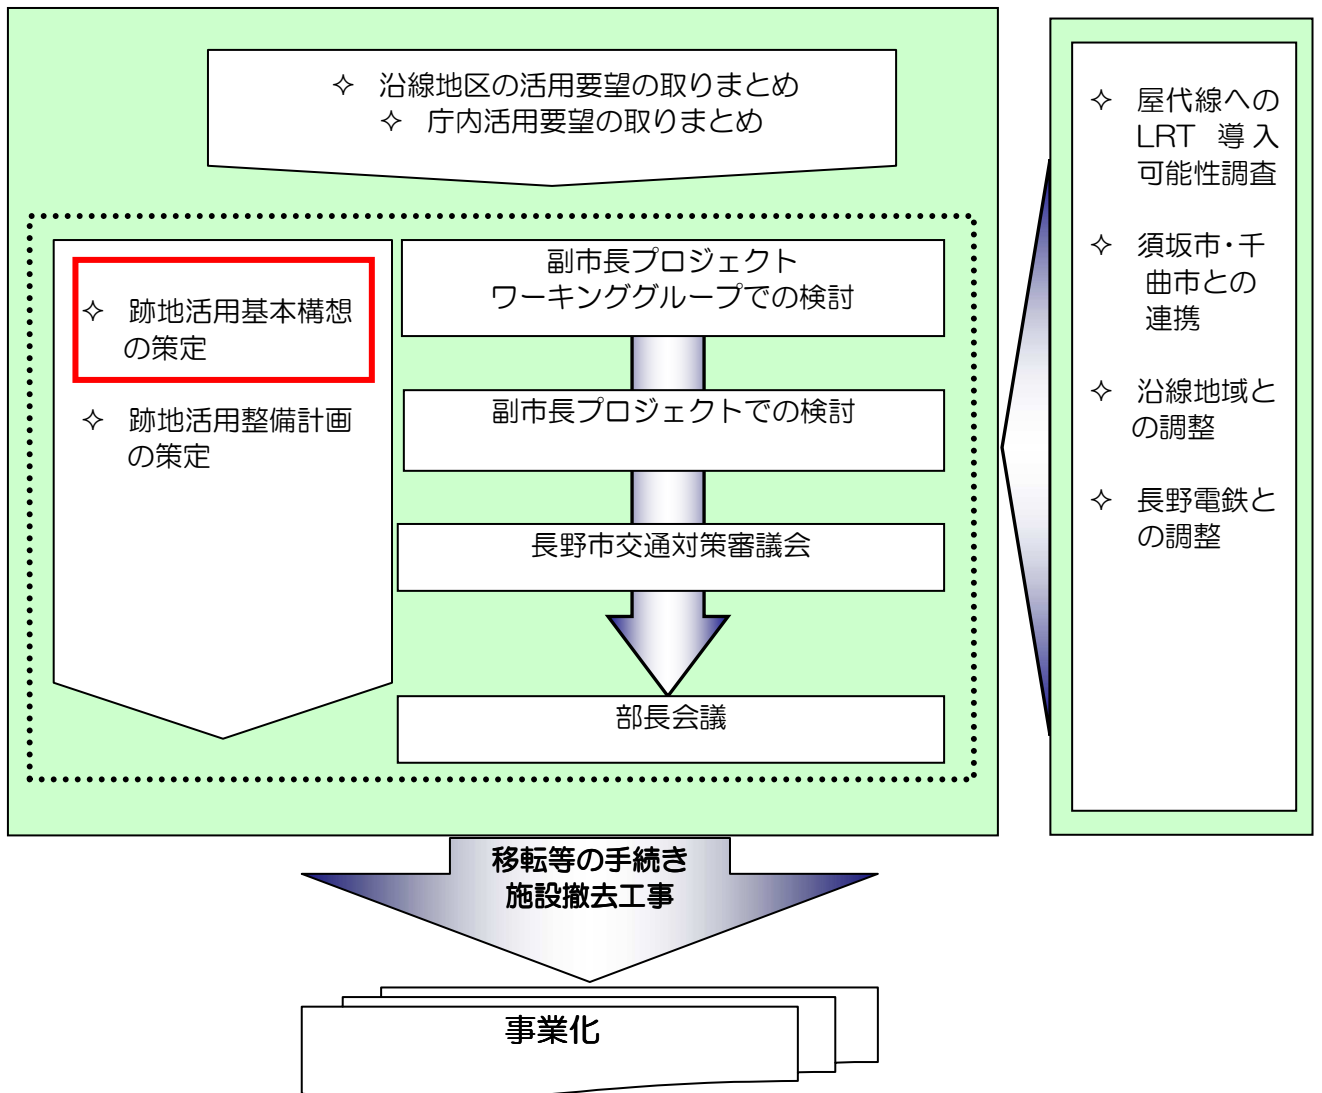 ✧ 沿線地区の活用要望の取りまとめ
✧ 庁内活用要望の取りまとめ
✧ 跡地活用基本構想
の策定
✧ 跡地活用整備計画
の策定
副市長プロジェクト
ワーキンググループでの検討
副市長プロジェクトでの検討
長野市交通対策審議会
部長会議
✧ 屋代線への
LRT 導入
可能性調査
✧ 須坂市・千
曲市との
連携
✧ 沿線地域と
の調整
✧ 長野電鉄と
の調整
移転等の手続き
施設撤去工事
事業化